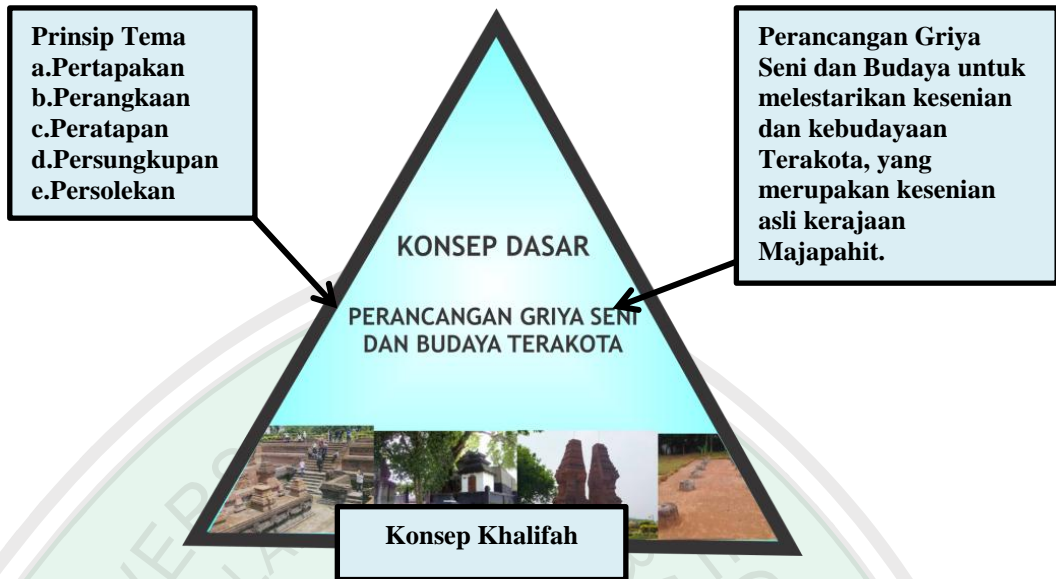 Prinsip Tema
a.Pertapakan
b.Perangkaan
c.Peratapan
d.Persungkupan
e.Persolekan
Perancangan Griya
Seni dan Budaya untuk
melestarikan kesenian
dan kebudayaan
Terakota, yang
merupakan kesenian
asli kerajaan
Majapahit.
KONSEP DASAR
PERANCANGAN GRIYA SENI
DAN BUDAYA TERAKOTA
Konsep Khalifah